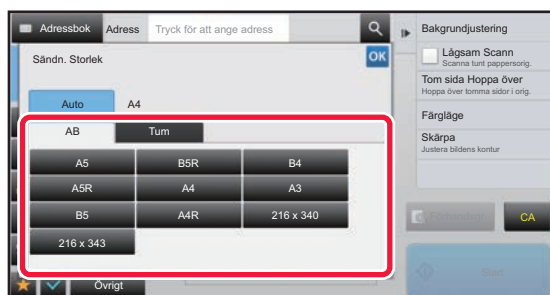 Adressbok
Adress
Tryck för att ange adress
Sändn. Storlek
OK
Auto
A4
AB
Tum
A5
B5R
B4
A5R
A4
A3
B5
A4R
216 x 340
216 x 343
Övrigt
Bakgrundjustering
Lågsam Scann
Scanna tunt pappersorig.
Tom sida Hoppa över
Hoppa över tomma sidor i orig.
Färgläge
Skärpa
Justera bildens kontur
CA
Start